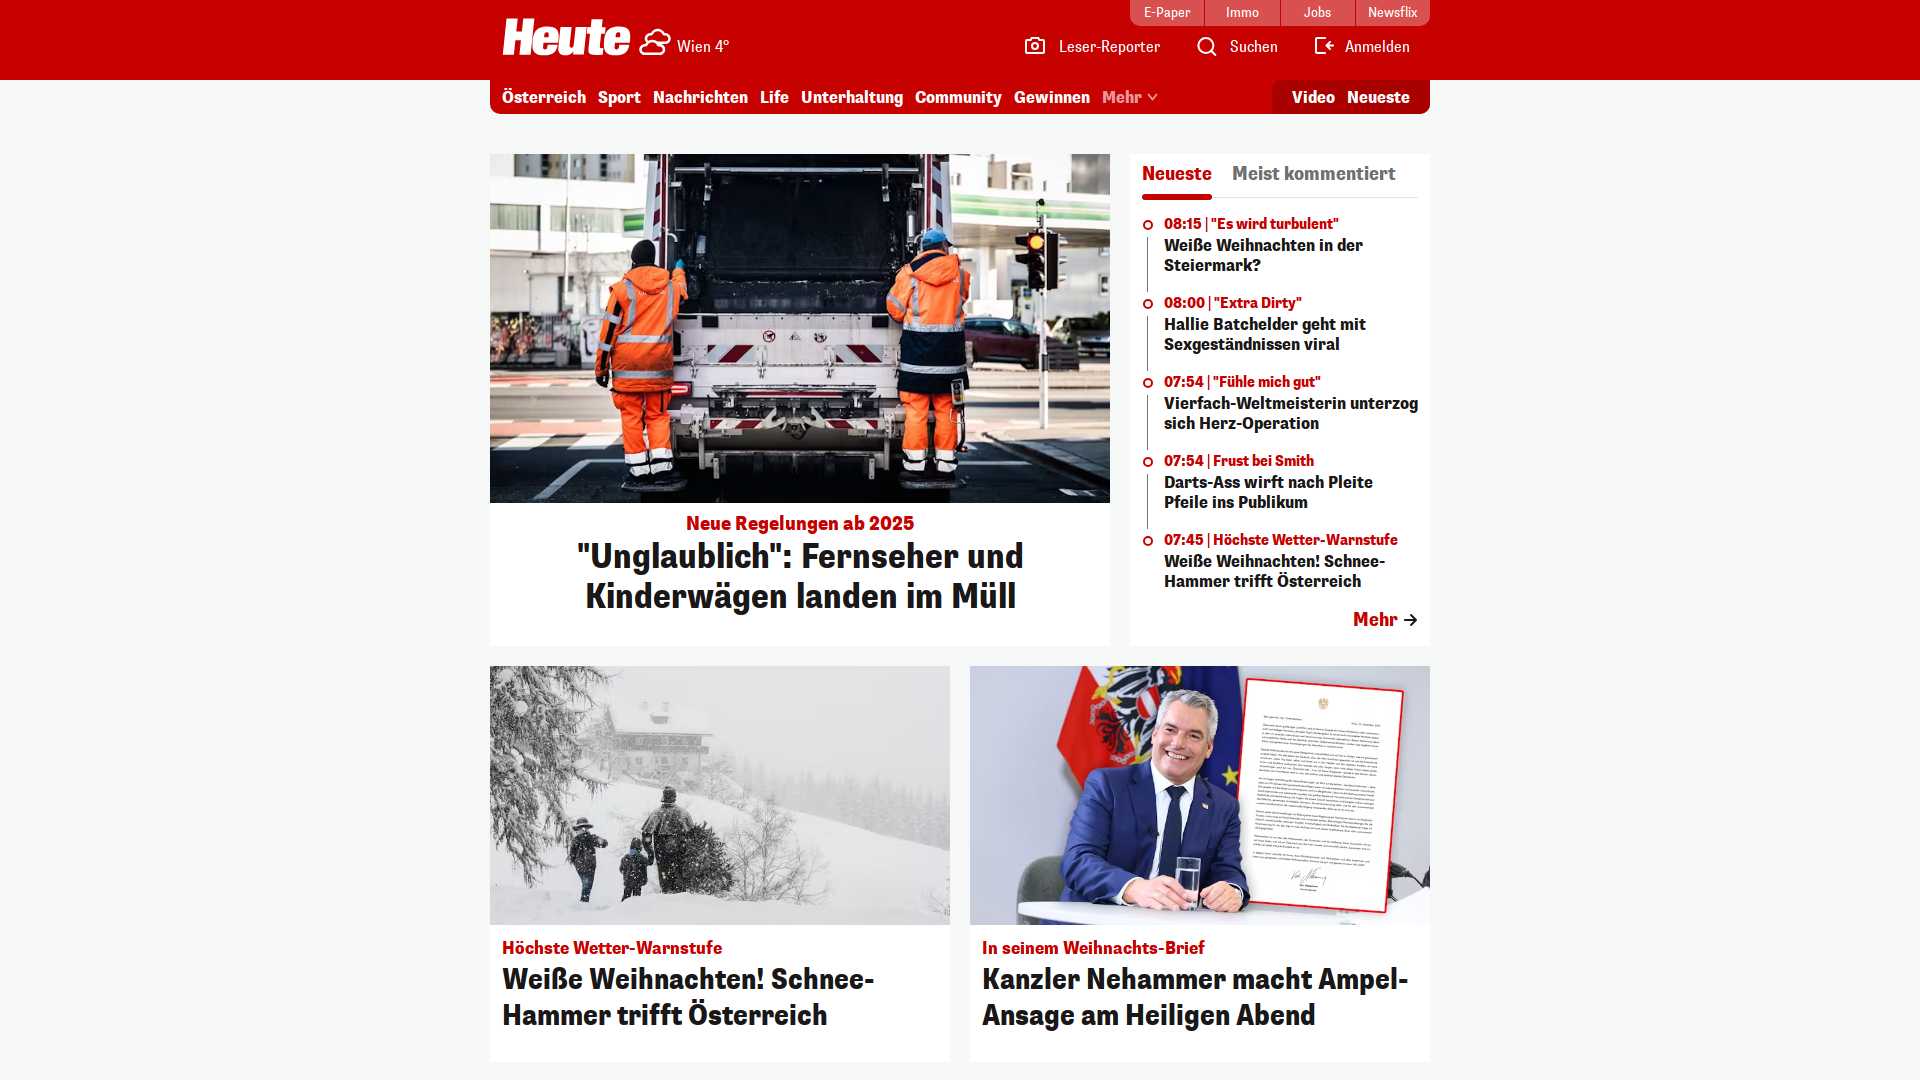 E-Paper
Immo
Jobs
Newsflix
Heute
Wien 4°
Leser-Reporter
Suchen
Anmelden
Österreich
Sport
Nachrichten
Life
Unterhaltung
Community
Gewinnen
Mehr
Video
Neueste
Neue Regelungen ab 2025
"Unglaublich": Fernseher und
Kinderwägen landen im Müll
Neueste
Meist kommentiert
08:15 | "Es wird turbulent"
Weiße Weihnachten in der
Steiermark?
08:00 | "Extra Dirty"
Hallie Batchelder geht mit
Sexgeständnissen viral
07:54 | "Fühle mich gut"
Vierfach-Weltmeisterin unterzog
sich Herz-Operation
07:54 | Frust bei Smith
Darts-Ass wirft nach Pleite
Pfeile ins Publikum
07:45 | Höchste Wetter-Warnstufe
Weiße Weihnachten! Schnee-
Hammer trifft Österreich
Mehr
Höchste Wetter-Warnstufe
Weiße Weihnachten! Schnee-
Hammer trifft Österreich
In seinem Weihnachts-Brief
Kanzler Nehammer macht Ampel-
Ansage am Heiligen Abend